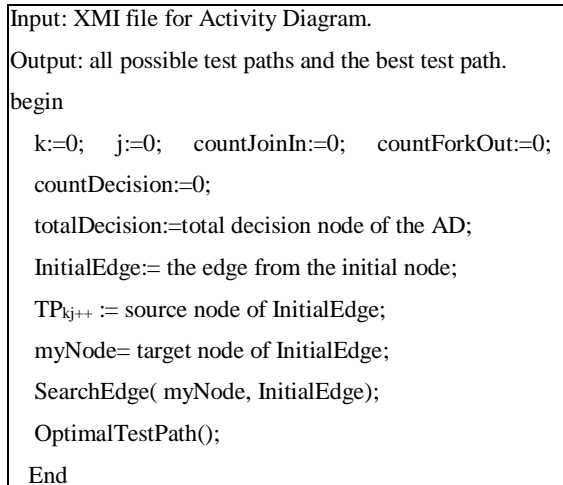 Input: XMI file for Activity Diagram.
Output: all possible test paths and the best test path.
begin
k:=0; j:=0; countJoinIn:=0; countForkOut:=0;
countDecision:=0;
totalDecision:=total decision node of the AD;
InitialEdge:= the edge from the initial node;
TPkj++ := source node of InitialEdge;
myNode= target node of InitialEdge;
SearchEdge( myNode, InitialEdge);
OptimalTestPath();
End